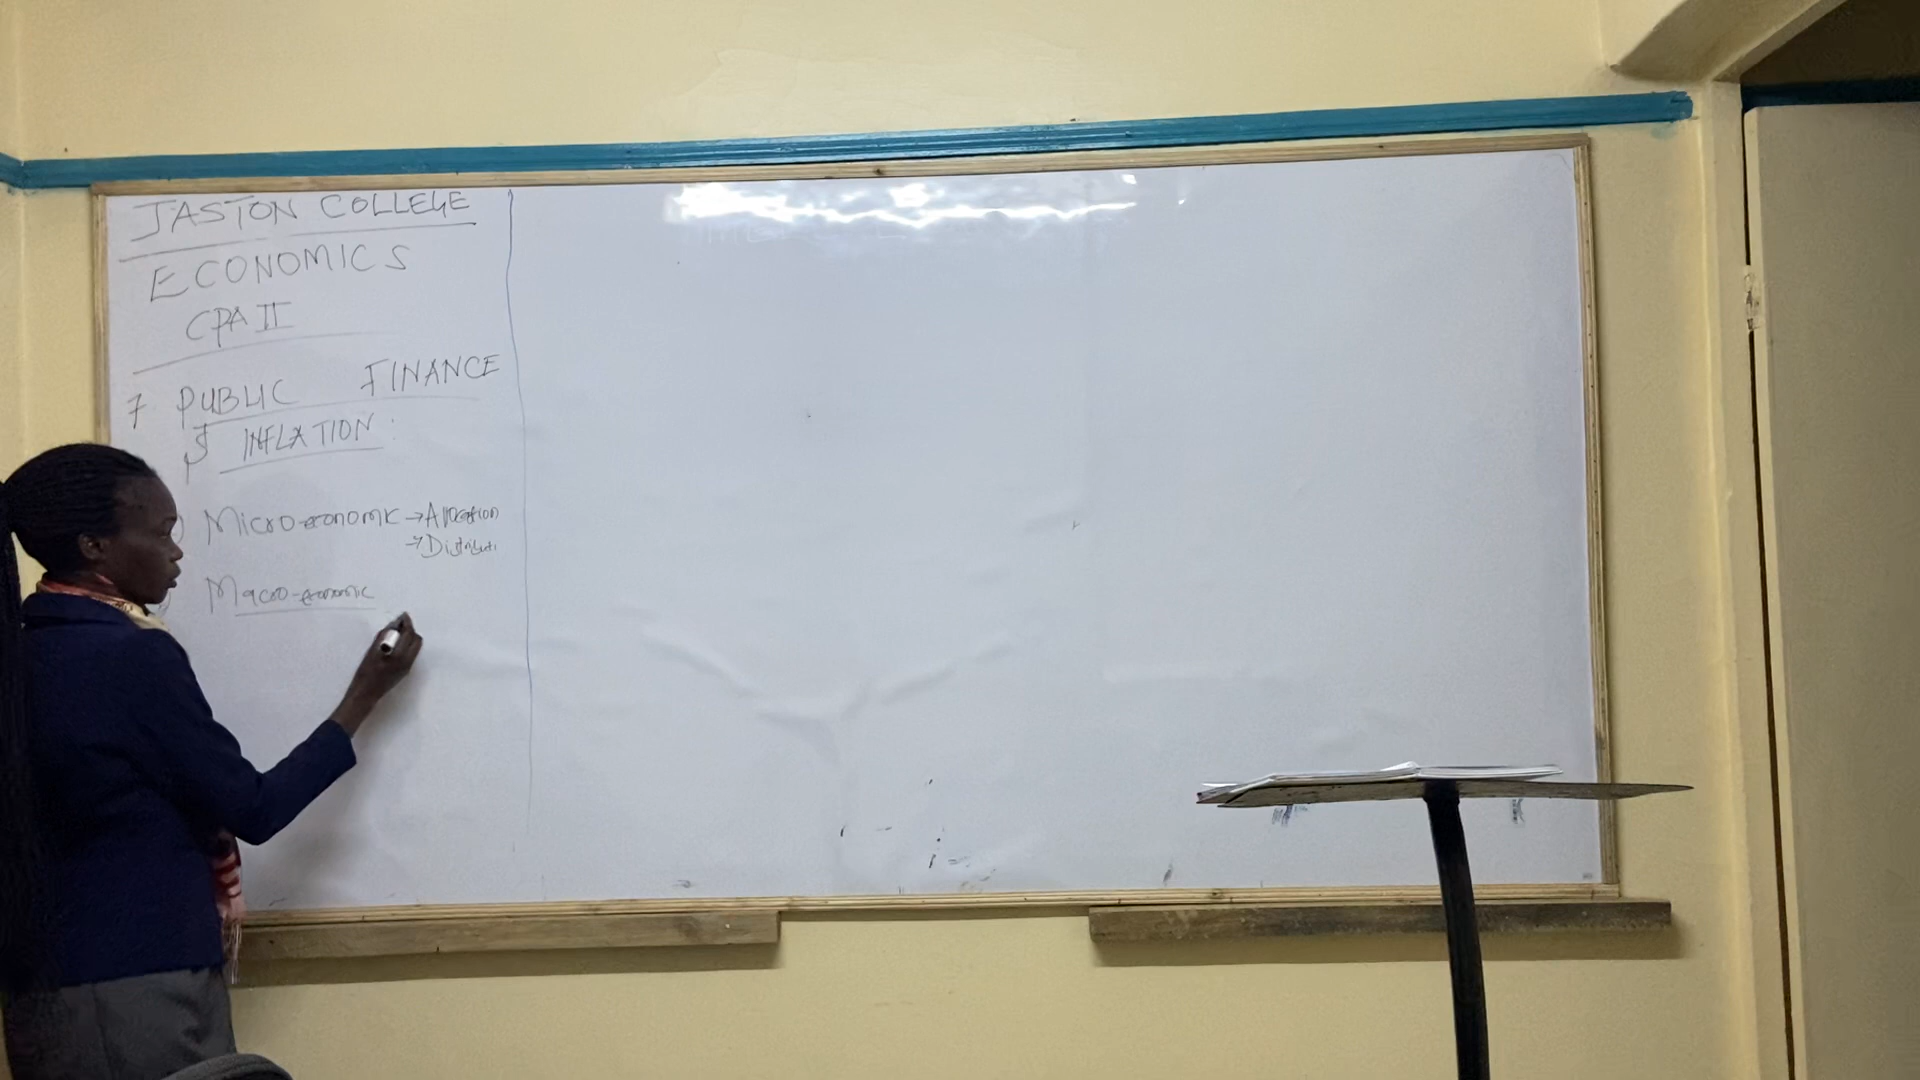 JASTON COLLEGE
ECONOMICS
CPA II
7 PUBLIC FINANCE
& INFLATION:
Micro-economic → Allocation
→ Distributi
Macro-economic